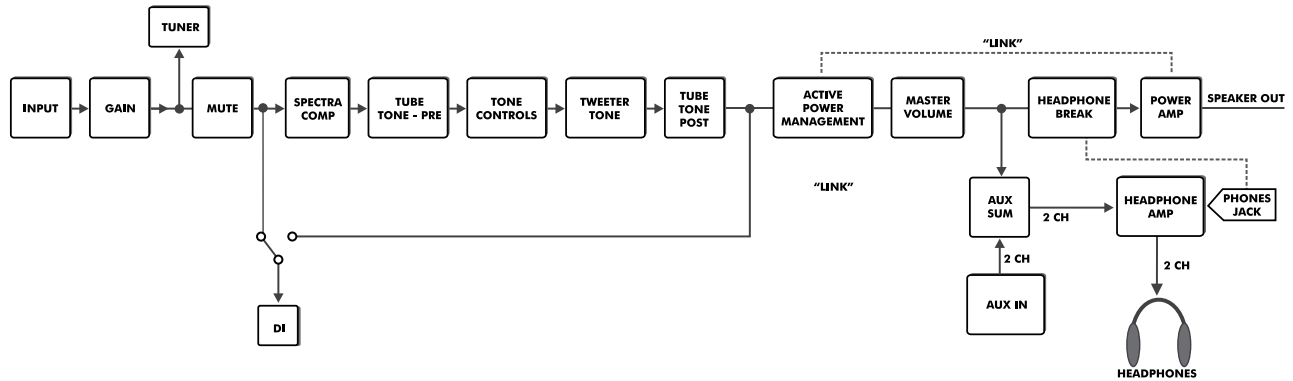 TUNER
"LINK"
INPUT
GAIN
MUTE
SPECTRA
COMP
TUBE
TONE - PRE
TONE
CONTROLS
TWEETER
TONE
TUBE
TONE
POST
ACTIVE
POWER
MANAGEMENT
MASTER
VOLUME
HEADPHONE
BREAK
POWER
AMP
SPEAKER OUT
"LINK"
AUX
SUM
2 CH
HEADPHONE
AMP
PHONES
JACK
2 CH
2 CH
AUX IN
DI
HEADPHONES